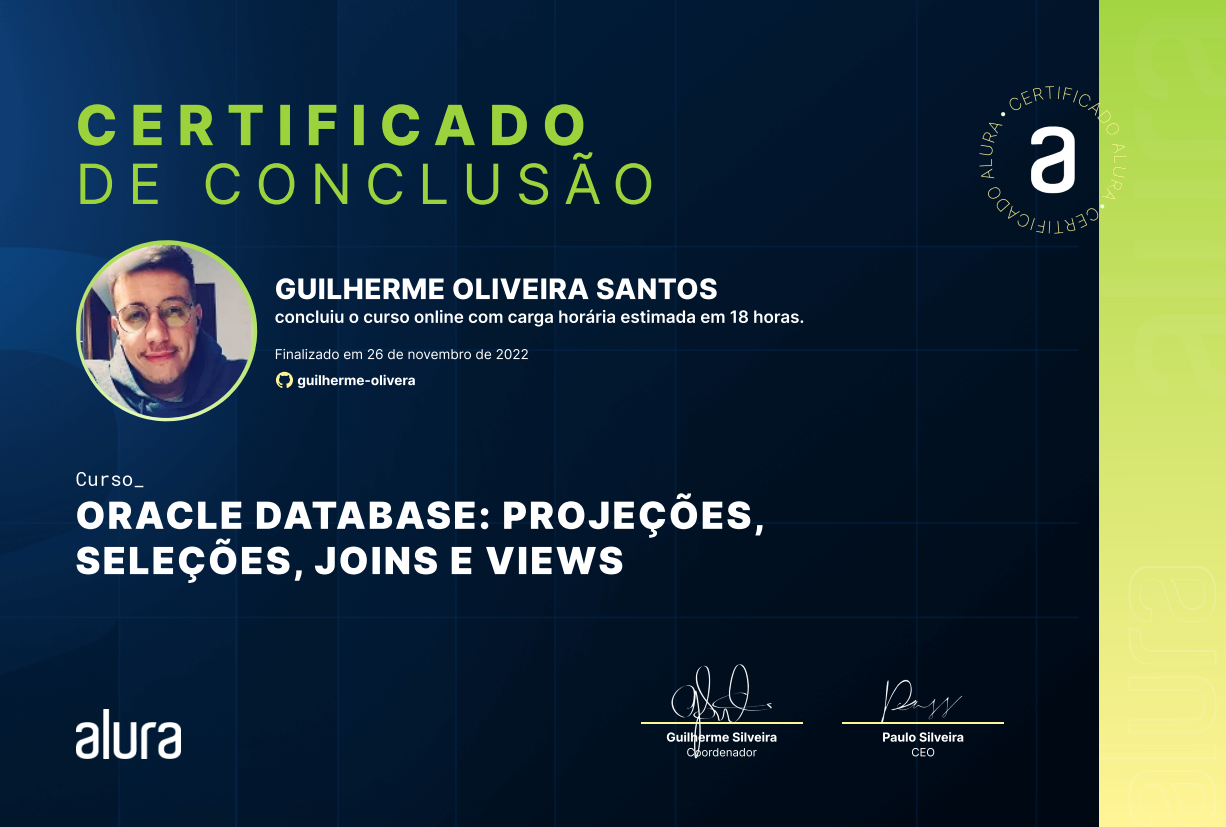 CERTIFICADO
DE CONCLUSÃO
CERTIFICADO ALURA • CERTIFICADO ALURA •
a
GUILHERME OLIVEIRA SANTOS
concluiu o curso online com carga horária estimada em 18 horas.
Finalizado em 26 de novembro de 2022
guilherme-olivera
Curso_
ORACLE DATABASE: PROJEÇÕES,
SELEÇÕES, JOINS E VIEWS
alura
Guilherme Silveira
Coordenador
Paulo Silveira
CEO
alura